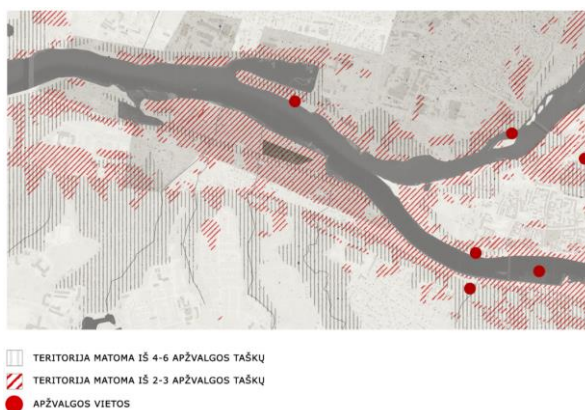 TERITORIJA MATOMA IŠ 4-6 APŽVALGOS TAŠKŲ
TERITORIJA MATOMA IŠ 2-3 APŽVALGOS TAŠKŲ
APŽVALGOS VIETOS